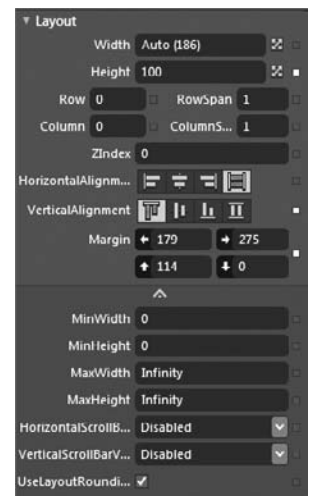 Layout
Width Auto (186)
Height 100
Row 0 RowSpan 1
Column 0 ColumnS... 1
ZIndex 0
HorizontalAlignm...
VerticalAlignment
Margin 179 275
114 0
MinWidth 0
MinHeight 0
MaxWidth Infinity
MaxHeight Infinity
HorizontalScrollB... Disabled
VerticalScrollBarV... Disabled
UseLayoutRoundi...